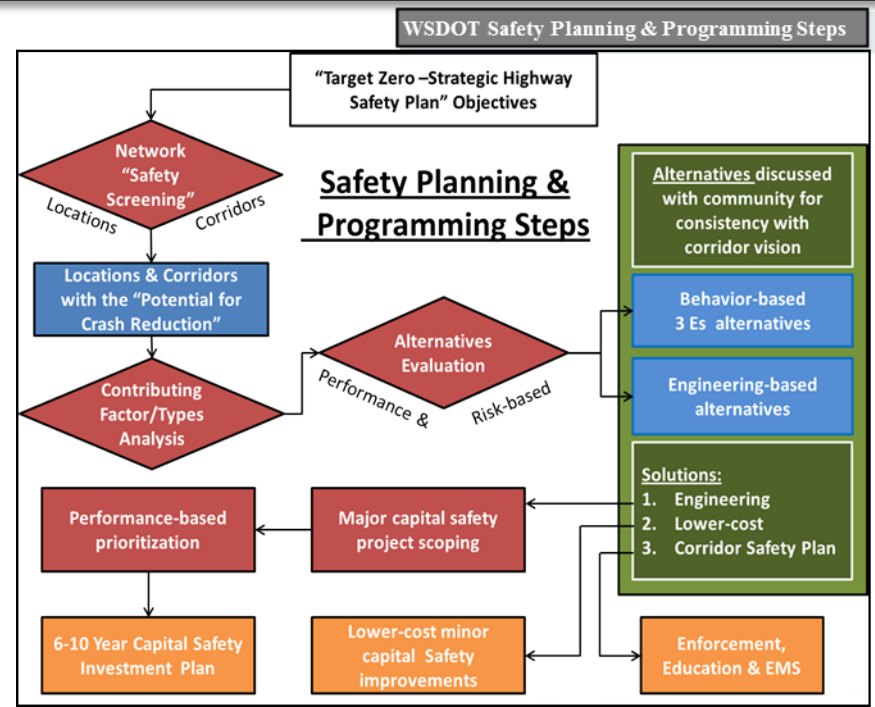 WSDOT Safety Planning & Programming Steps
“Target Zero –Strategic Highway
Safety Plan” Objectives
Network
“Safety
Screening”
Locations
Corridors
Safety Planning &
Programming Steps
Alternatives discussed
with community for
consistency with
corridor vision
Locations & Corridors
with the “Potential for
Crash Reduction”
Behavior-based
3 Es alternatives
Alternatives
Evaluation
Performance &
Risk-based
Contributing
Factor/Types
Analysis
Engineering-based
alternatives
Solutions:
1. Engineering
2. Lower-cost
3. Corridor Safety Plan
Performance-based
prioritization
Major capital safety
project scoping
6-10 Year Capital Safety
Investment Plan
Lower-cost minor
capital Safety
improvements
Enforcement,
Education & EMS